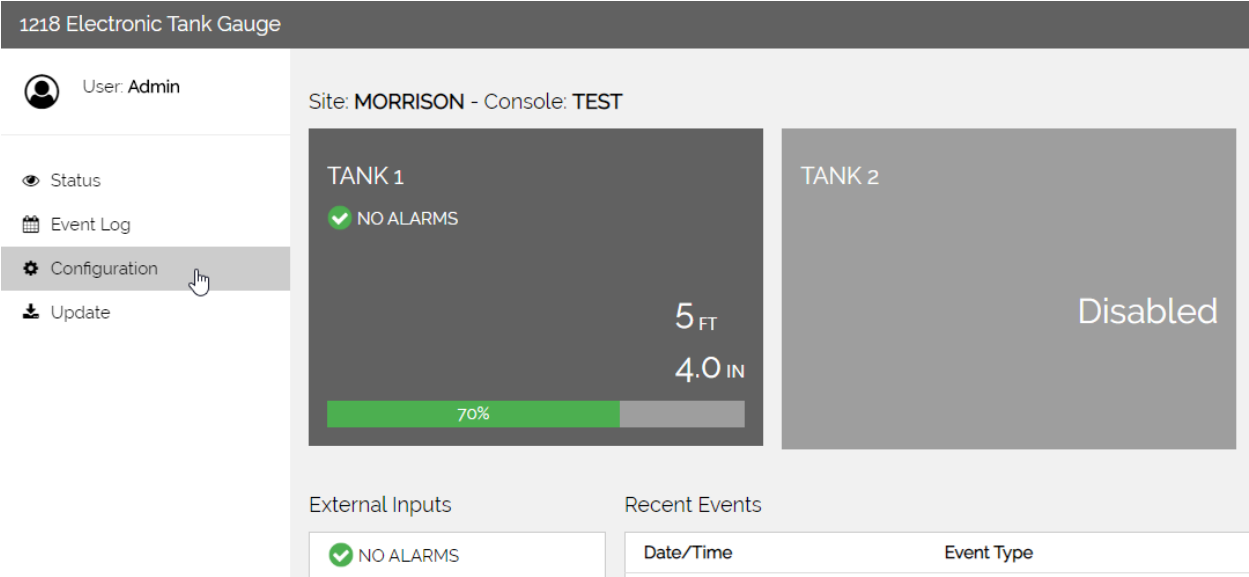 1218 Electronic Tank Gauge
User: Admin
Status
Event Log
Configuration
Update
Site: MORRISON - Console: TEST
TANK 1
NO ALARMS
5 FT
4.0 IN
70%
TANK 2
Disabled
External Inputs
NO ALARMS
Recent Events
Date/Time Event Type